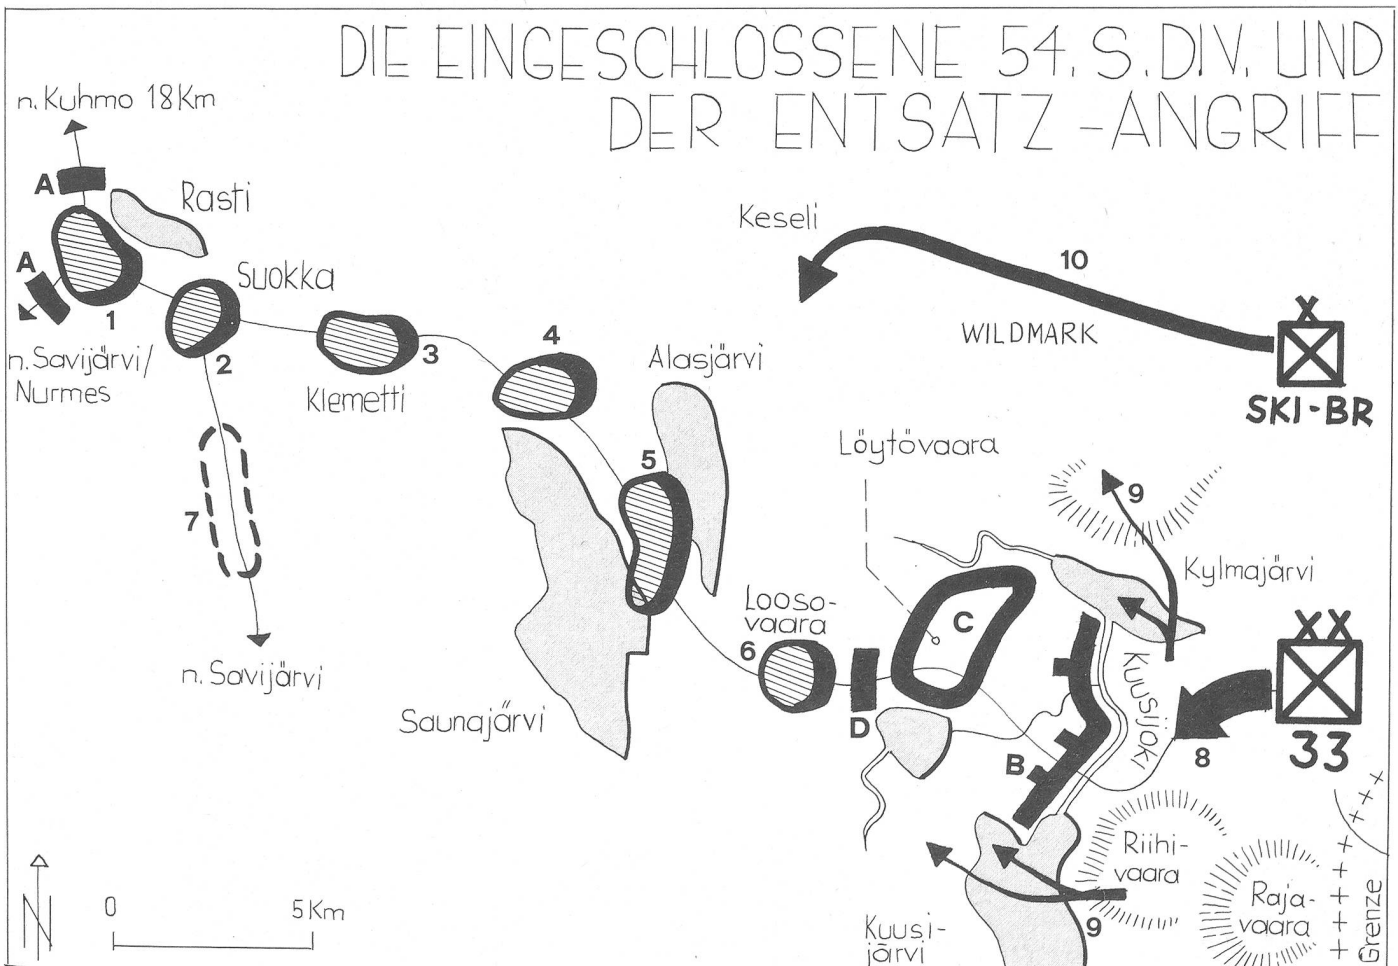 DIE EINGESCHLOSSENE 54. S. DIV. UND
DER ENTSATZ-ANGRIFF
n. Kuhmo 18 Km
A
Rasti
A
1
n. Savijärvi/
Nurmes
Suokka
2
Klemetti
3
4
Alasjärvi
5
7
n. Savijärvi
Saunajärvi
Keseli
10
WILDMARK
X
SKI-BR
Löytövaara
9
Kylmajärvi
Looso-
vaara
6
C
D
B
Kuusijoki
8
XX
33
Riihi-
vaara
Raja-
vaara
Grenze
9
Kuusi-
järvi
N
0
5 Km